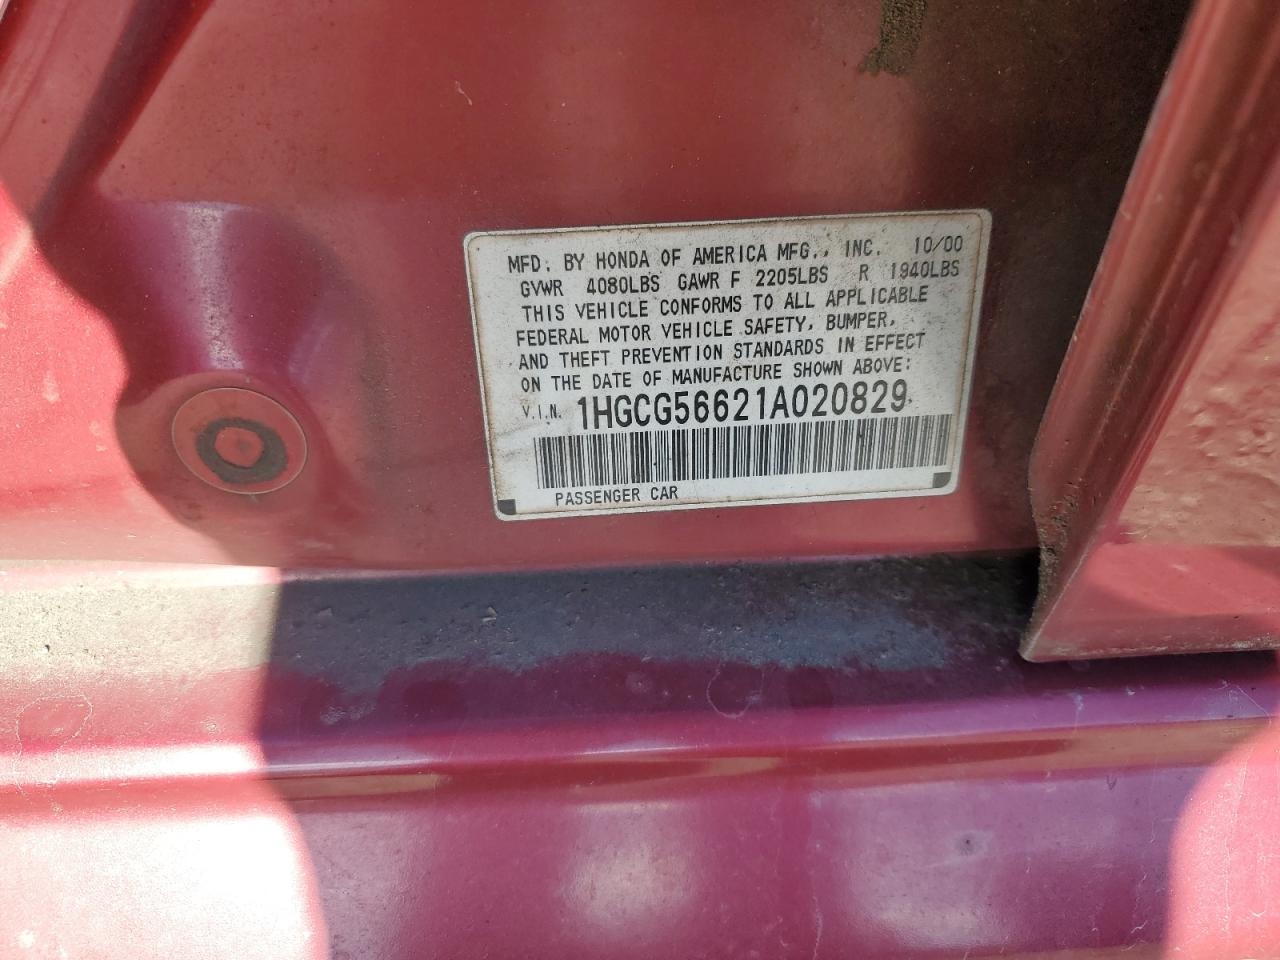 MFD. BY HONDA OF AMERICA MFG., INC. 10/00
GVWR 4080LBS GAWR F 2205LBS R 1940LBS
THIS VEHICLE CONFORMS TO ALL APPLICABLE
FEDERAL MOTOR VEHICLE SAFETY, BUMPER,
AND THEFT PREVENTION STANDARDS IN EFFECT
ON THE DATE OF MANUFACTURE SHOWN ABOVE:
V.I.N. 1HGCG56621A020829
PASSENGER CAR